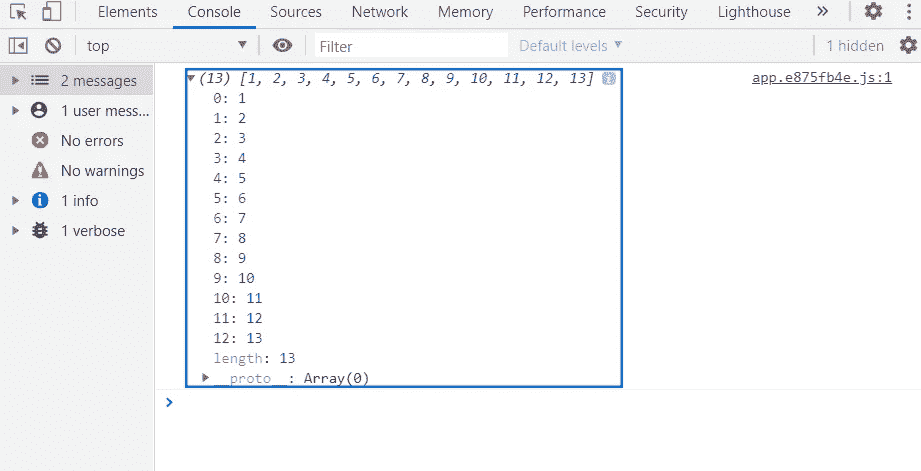 Elements Console Sources Network Memory Performance Security Lighthouse »
top Filter Default levels 1 hidden
2 messages
1 user mess...
No errors
No warnings
1 info
1 verbose
(13) [1, 2, 3, 4, 5, 6, 7, 8, 9, 10, 11, 12, 13] app.e875fb4e.js:1
0: 1
1: 2
2: 3
3: 4
4: 5
5: 6
6: 7
7: 8
8: 9
9: 10
10: 11
11: 12
12: 13
length: 13
__proto__: Array(0)